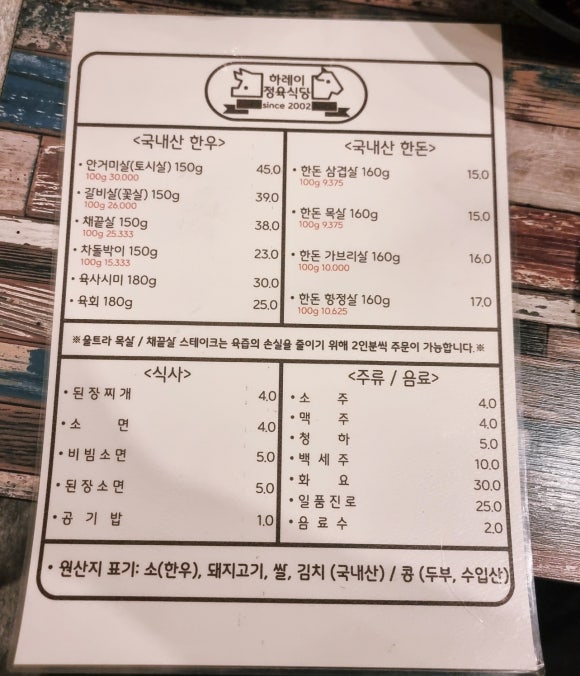 하레이
정육식당
since 2002
<국내산 한우>
• 안거미살(토시살) 150g 45.0
100g 30,000
• 갈비살(꽃살) 150g 39.0
100g 26,000
• 채끝살 150g 38.0
100g 25,333
• 차돌박이 150g 23.0
100g 15,333
• 육사시미 180g 30.0
• 육회 180g 25.0
<국내산 한돈>
• 한돈 삼겹살 160g 15.0
100g 9,375
• 한돈 목살 160g 15.0
100g 9,375
• 한돈 가브리살 160g 16.0
100g 10,000
• 한돈 항정살 160g 17.0
100g 10,625
※울트라 목살 / 채끝살 스테이크는 육즙의 손실을 줄이기 위해 2인분씩 주문이 가능합니다.※
<식사>
• 된장찌개 4.0
• 소 면 4.0
• 비빔소면 5.0
• 된장소면 5.0
• 공 기 밥 1.0
<주류 / 음료>
• 소 주 4.0
• 맥 주 4.0
• 청 하 5.0
• 백 세 주 10.0
• 화 요 30.0
• 일품진로 25.0
• 음 료 수 2.0
• 원산지 표기: 소(한우), 돼지고기, 쌀, 김치 (국내산) / 콩 (두부, 수입산)